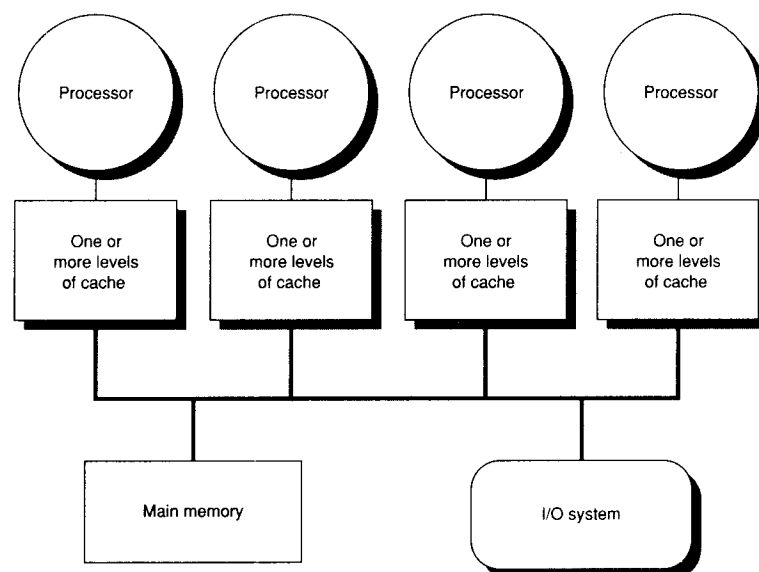 Processor
Processor
Processor
Processor
One or
more levels
of cache
One or
more levels
of cache
One or
more levels
of cache
One or
more levels
of cache
Main memory
I/O system